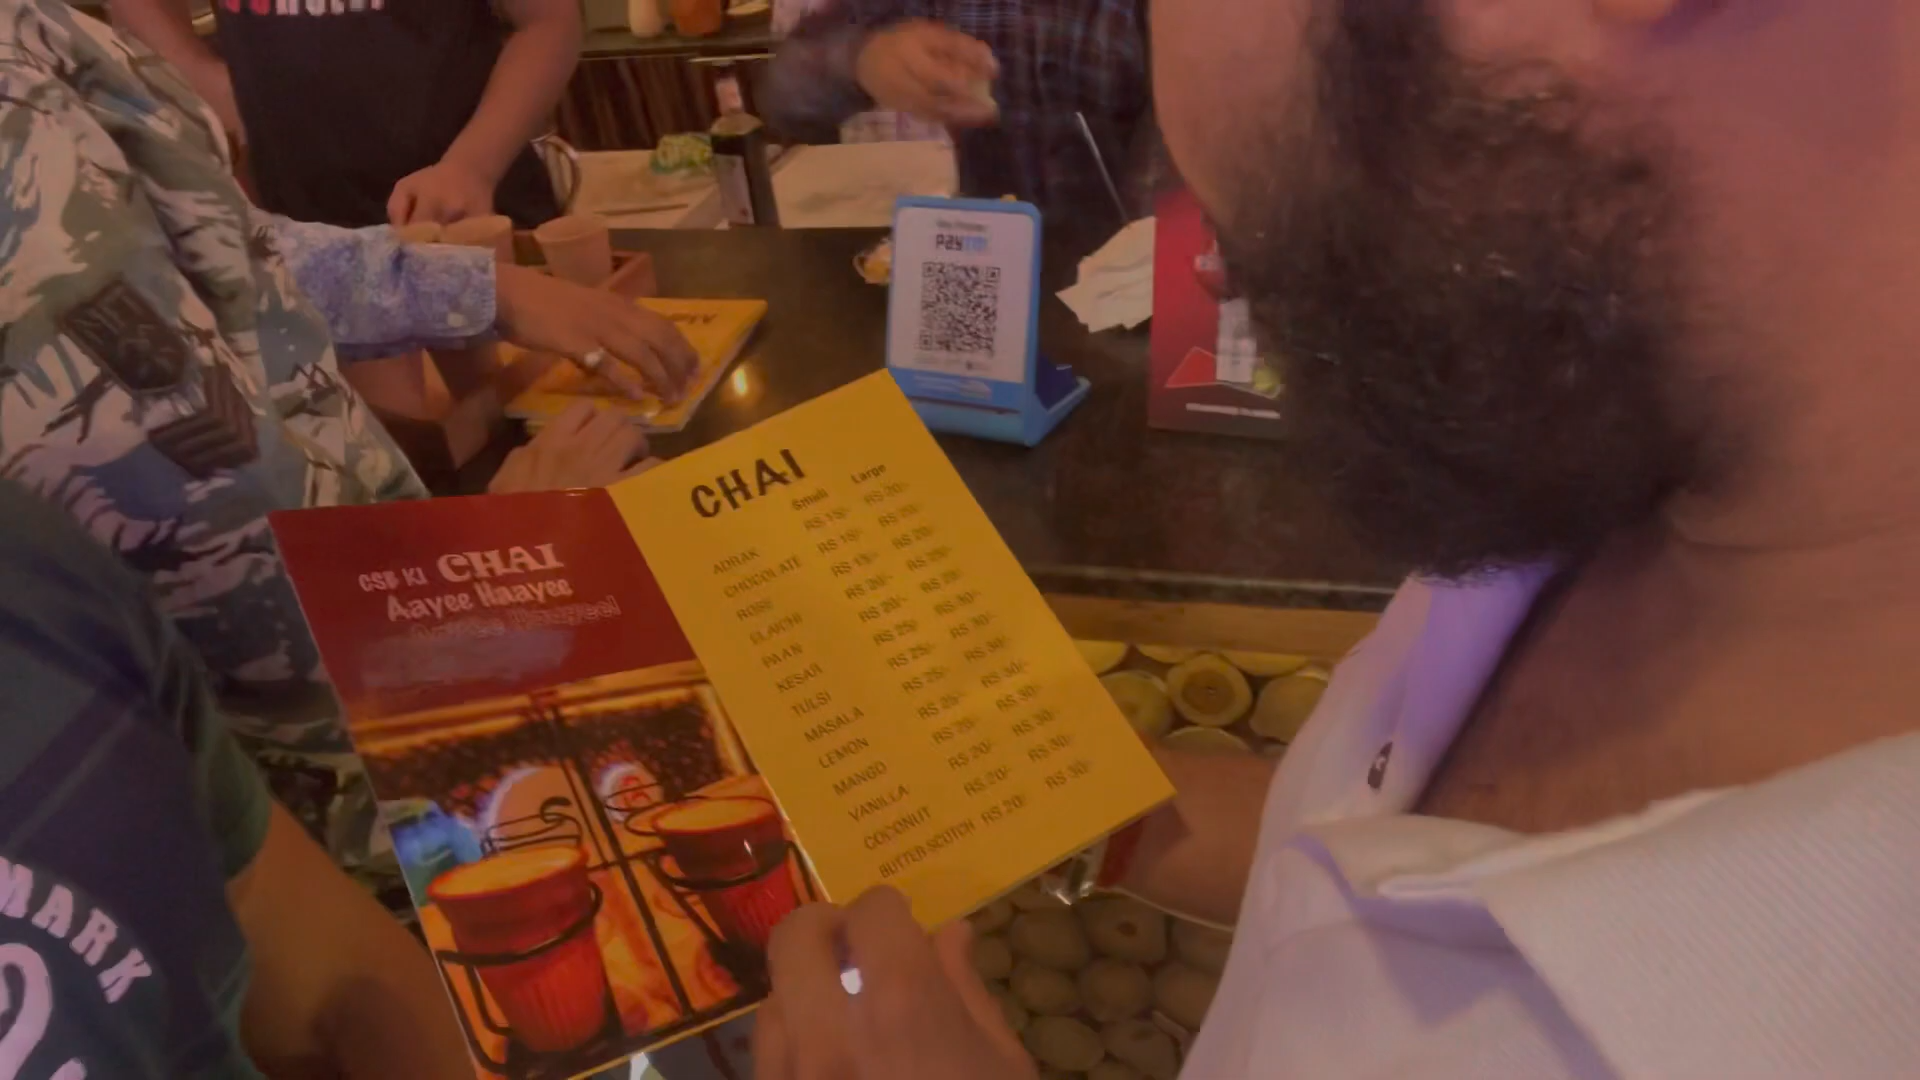 PAYTM
CSB KI CHAI
Aayee Haayee
CHAI
Small Large
ADRAK RS 15/- RS 20/-
CHOCOLATE RS 15/- RS 20/-
ROSE RS 15/- RS 20/-
ELAICHI RS 20/- RS 25/-
PAAN RS 20/- RS 25/-
KESAR RS 25/- RS 30/-
TULSI RS 25/- RS 30/-
MASALA RS 25/- RS 30/-
LEMON RS 25/- RS 30/-
MANGO RS 30/-
VANILLA RS 20/- RS 30/-
COCONUT RS 20/- RS 30/-
BUTTER SCOTCH RS 20/- RS 30/-
MARK